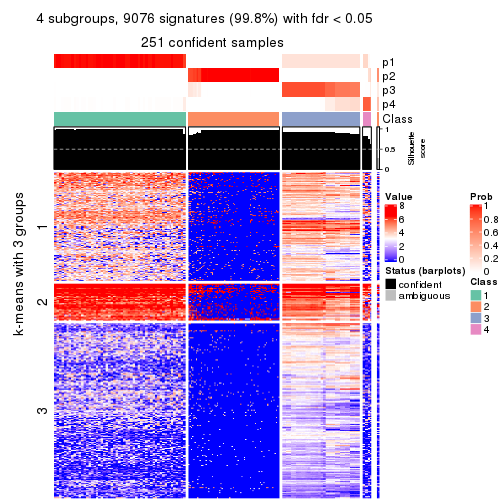 4 subgroups, 9076 signatures (99.8%) with fdr < 0.05
251 confident samples
p1
p2
p3
p4
Class
1
0.5
0
Silhouette
score
k-means with 3 groups
1
2
3
Value
8
6
4
2
0
Status (barplots)
confident
ambiguous
Prob
1
0.8
0.6
0.4
0.2
0
Class
1
2
3
4